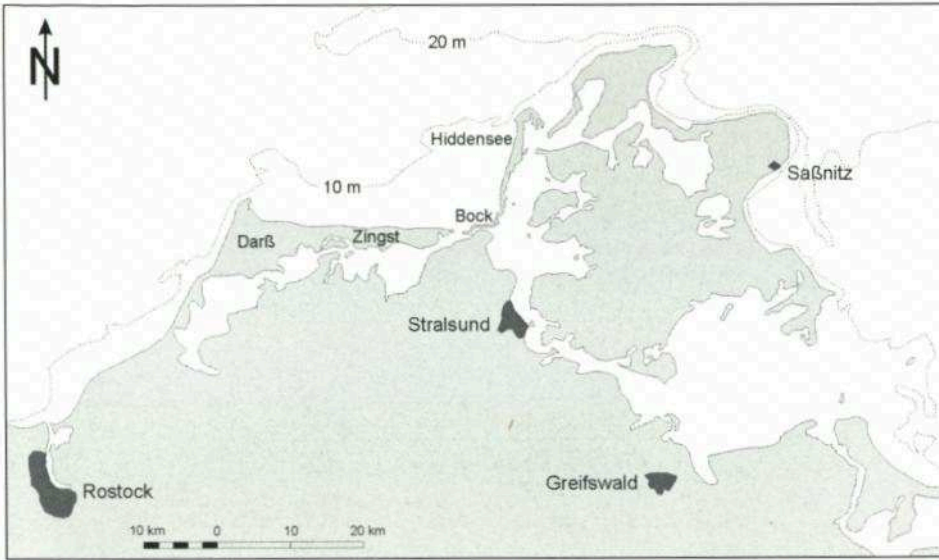 N
20 m
Hiddensee
10 m
Saßnitz
Bock
Darß
Zingst
Stralsund
Greifswald
Rostock
10 km 0 10 20 km